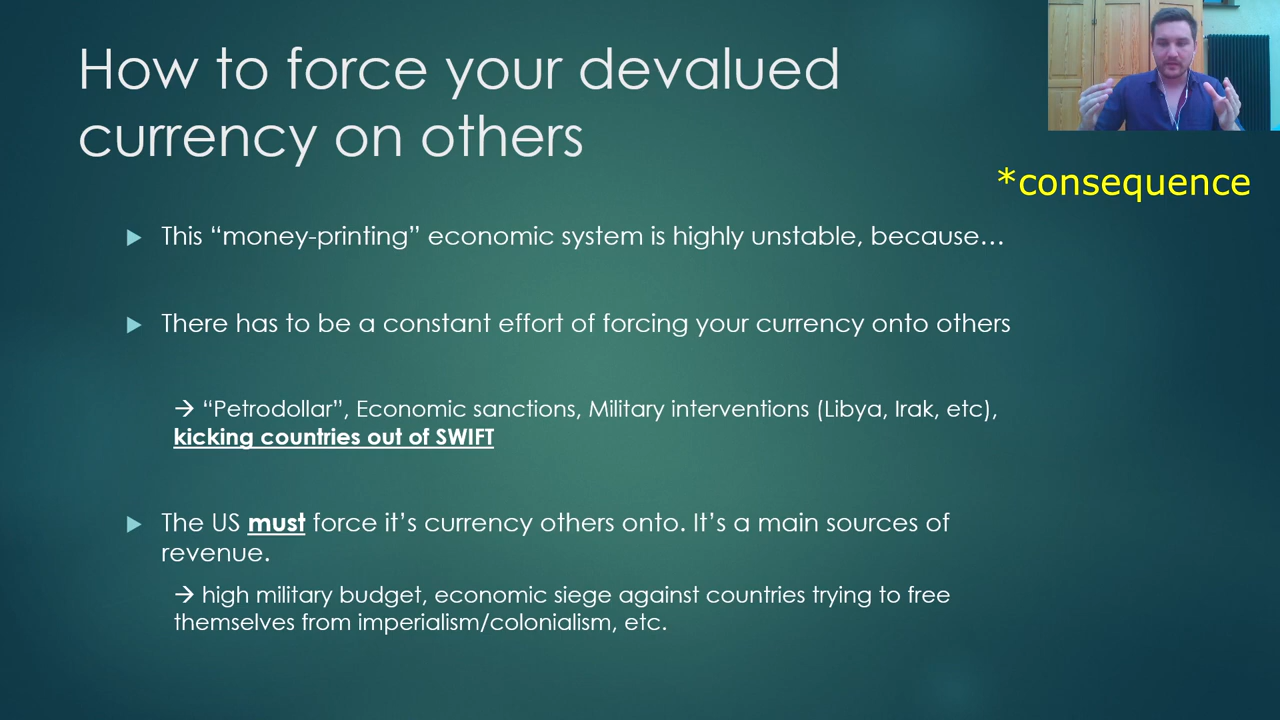 How to force your devalued
currency on others
*consequence
This “money-printing” economic system is highly unstable, because…
There has to be a constant effort of forcing your currency onto others
→ “Petrodollar”, Economic sanctions, Military interventions (Libya, Irak, etc),
kicking countries out of SWIFT
The US must force it’s currency others onto. It’s a main sources of
revenue.
→ high military budget, economic siege against countries trying to free
themselves from imperialism/colonialism, etc.